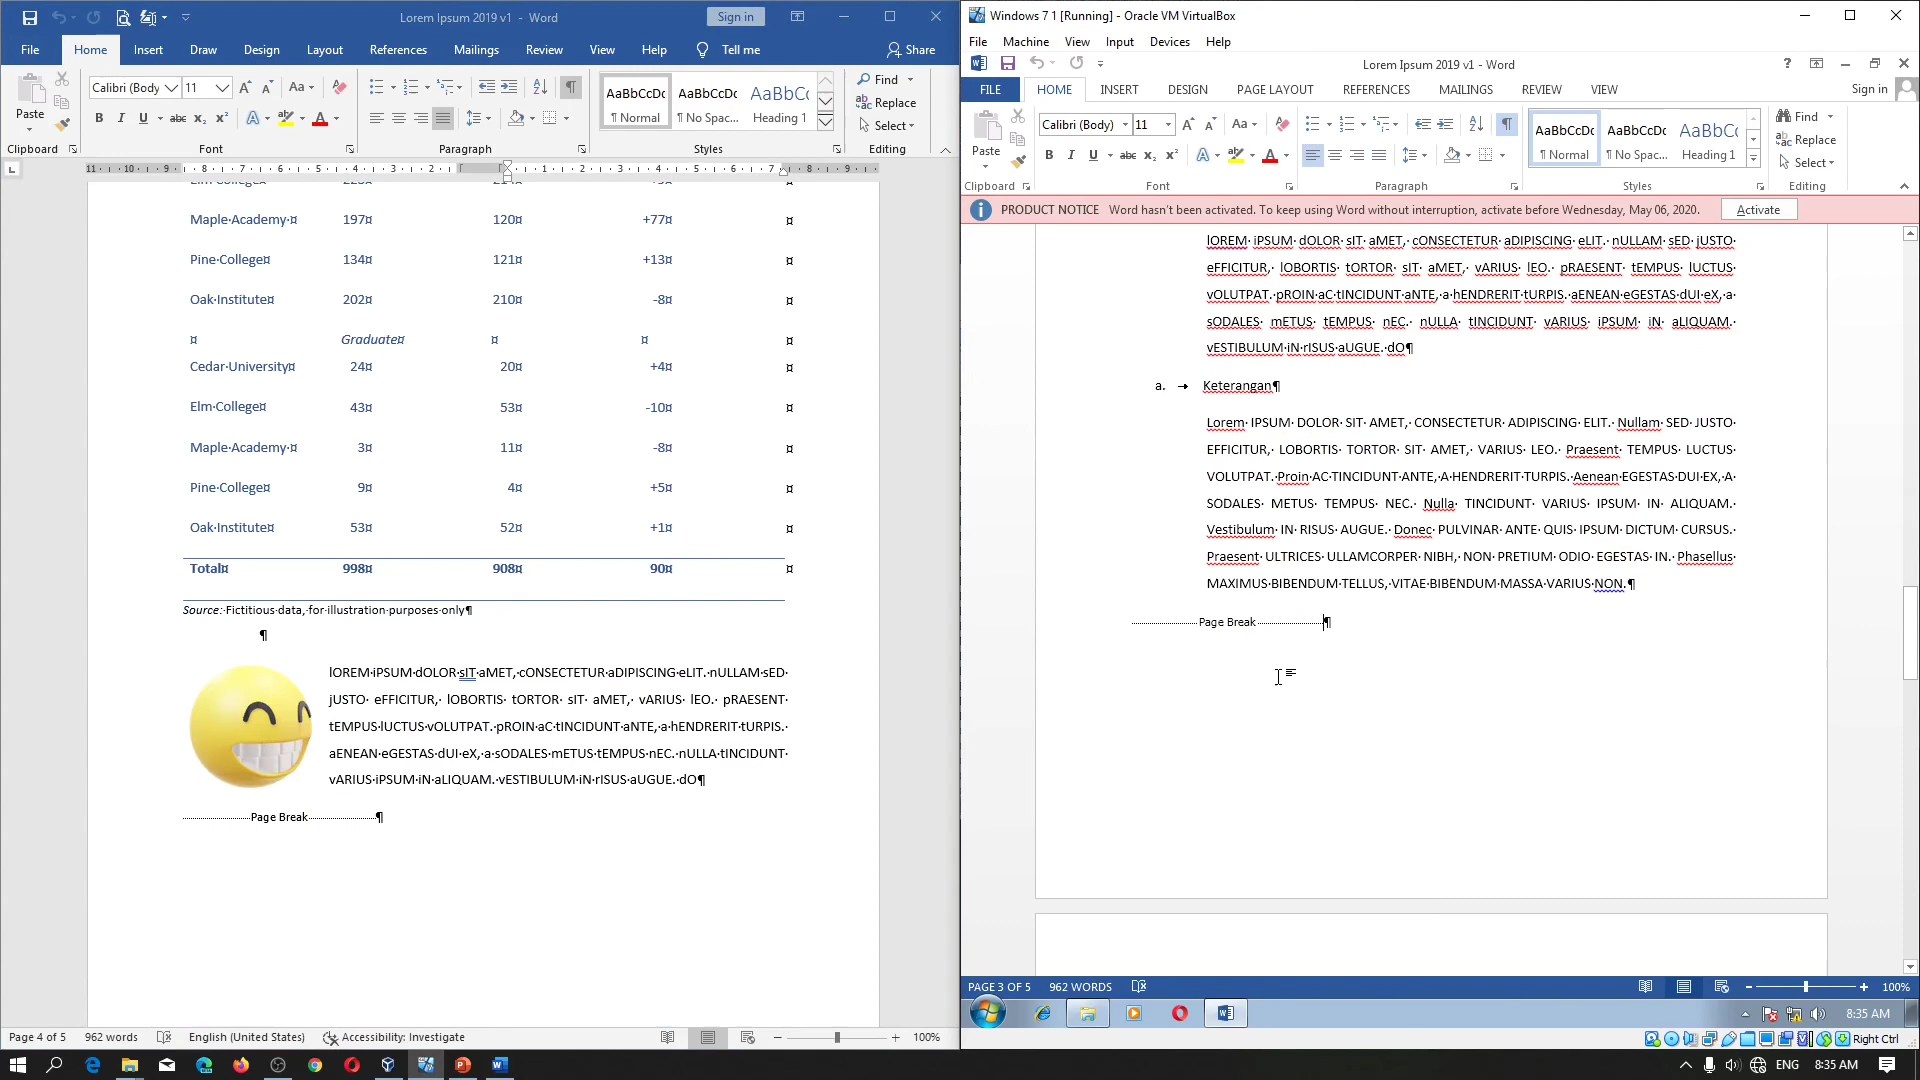 Lorem Ipsum 2019 v1 - Word
Sign in
File Home Insert Draw Design Layout References Mailings Review View Help Tell me Share
Calibri (Body 11
Paste
Find
Replace
Select
AaBbCcDc AaBbCcDc AaBbC
¶ Normal ¶ No Spac... Heading 1
Clipboard Font Paragraph Styles Editing
Maple·Academy·¤ 197¤ 120¤ +77¤ ¤
Pine·College¤ 134¤ 121¤ +13¤ ¤
Oak·Institute¤ 202¤ 210¤ -8¤ ¤
¤ Graduate¤ ¤ ¤ ¤
Cedar·University¤ 24¤ 20¤ +4¤ ¤
Elm·College¤ 43¤ 53¤ -10¤ ¤
Maple·Academy·¤ 3¤ 11¤ -8¤ ¤
Pine·College¤ 9¤ 4¤ +5¤ ¤
Oak·Institute¤ 53¤ 52¤ +1¤ ¤
Total¤ 998¤ 908¤ 90¤ ¤
Source:·Fictitious·data,·for·illustration·purposes·only¶
¶
lOREM·iPSUM·dOLOR·sIT·aMET,·cONSECTETUR·aDIPISCING·eLIT.·nULLAM·sED·
jUSTO· eFFICITUR,· lOBORTIS· tORTOR· sIT· aMET,· vARIUS· lEO.· pRAESENT·
tEMPUS·lUCTUS·vOLUTPAT.·pROIN·aC·tINCIDUNT·aNTE,·a·hENDRERIT·tURPIS.·
aENEAN·eGESTAS·dUI·eX,·a·sODALES·mETUS·tEMPUS·nEC.·nULLA·tINCIDUNT·
vARIUS·iPSUM·iN·aLIQUAM.·vESTIBULUM·iN·rISUS·aUGUE.·dO¶
Page Break¶
Page 4 of 5 962 words English (United States) Accessibility: Investigate 100%
Windows 7 1 [Running] - Oracle VM VirtualBox
File Machine View Input Devices Help
Lorem Ipsum 2019 v1 - Word
FILE HOME INSERT DESIGN PAGE LAYOUT REFERENCES MAILINGS REVIEW VIEW Sign in
Calibri (Body) 11
Paste
Find
Replace
Select
AaBbCcDc AaBbCcDc AaBbC
¶ Normal ¶ No Spac... Heading 1
Clipboard Font Paragraph Styles Editing
PRODUCT NOTICE Word hasn't been activated. To keep using Word without interruption, activate before Wednesday, May 06, 2020. Activate
lOREM· iPSUM· dOLOR· sIT· aMET,· cONSECTETUR· aDIPISCING· eLIT.· nULLAM· sED· jUSTO·
eFFICITUR,· lOBORTIS· tORTOR· sIT· aMET,· vARIUS· lEO.· pRAESENT· tEMPUS· lUCTUS·
vOLUTPAT.·pROIN·aC·tINCIDUNT·aNTE,·a·hENDRERIT·tURPIS.·aENEAN·eGESTAS·dUI·eX,·a·
sODALES· mETUS· tEMPUS· nEC.· nULLA· tINCIDUNT· vARIUS· iPSUM· iN· aLIQUAM.·
vESTIBULUM·iN·rISUS·aUGUE.·dO¶
a. → Keterangan¶
Lorem· IPSUM· DOLOR· SIT· AMET,· CONSECTETUR· ADIPISCING· ELIT.· Nullam· SED· JUSTO·
EFFICITUR,· LOBORTIS· TORTOR· SIT· AMET,· VARIUS· LEO.· Praesent· TEMPUS· LUCTUS·
VOLUTPAT.·Proin·AC·TINCIDUNT·ANTE,·A·HENDRERIT·TURPIS.·Aenean·EGESTAS·DUI·EX,·A·
SODALES· METUS· TEMPUS· NEC.· Nulla· TINCIDUNT· VARIUS· IPSUM· IN· ALIQUAM.·
Vestibulum· IN· RISUS· AUGUE.· Donec· PULVINAR· ANTE· QUIS· IPSUM· DICTUM· CURSUS.·
Praesent· ULTRICES· ULLAMCORPER· NIBH,· NON· PRETIUM· ODIO· EGESTAS· IN.· Phasellus·
MAXIMUS·BIBENDUM·TELLUS,·VITAE·BIBENDUM·MASSA·VARIUS·NON.¶
Page Break¶
PAGE 3 OF 5 962 WORDS 100%
8:35 AM
Right Ctrl
ENG 8:35 AM